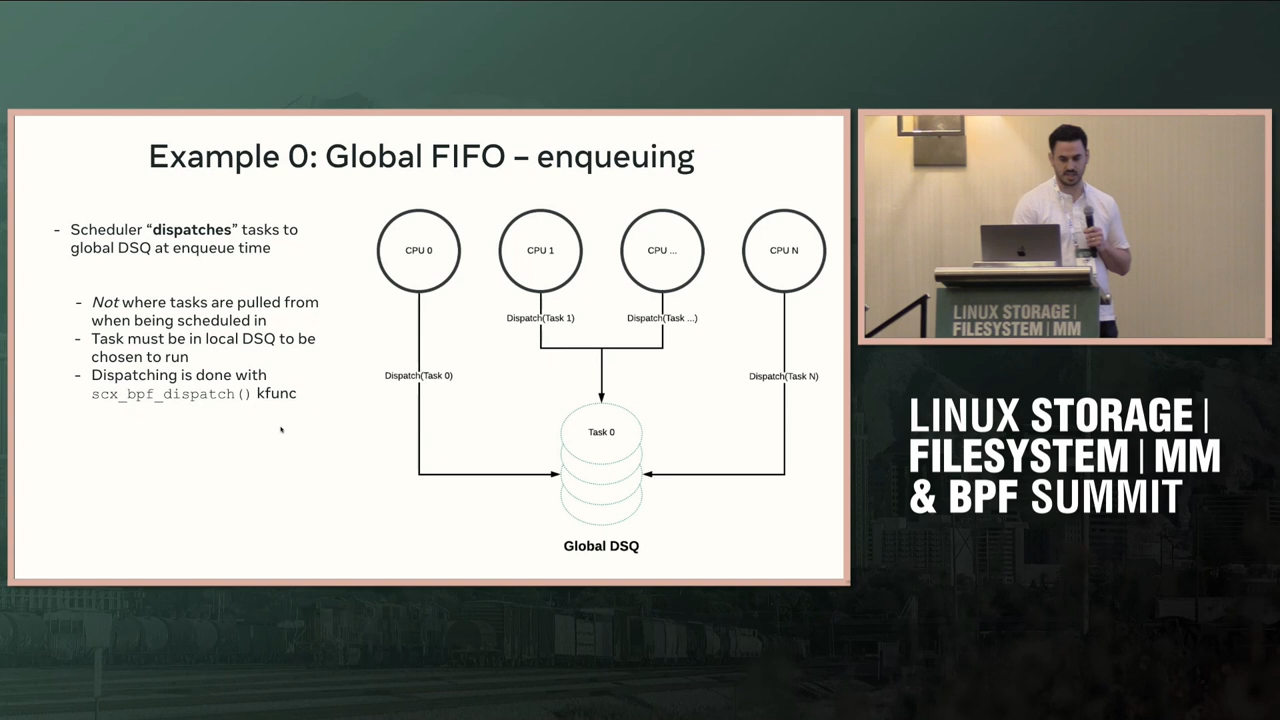 Example 0: Global FIFO – enqueuing
- Scheduler “dispatches” tasks to
global DSQ at enqueue time
- Not where tasks are pulled from
when being scheduled in
- Task must be in local DSQ to be
chosen to run
- Dispatching is done with
scx_bpf_dispatch() kfunc
CPU 0
CPU 1
CPU ...
CPU N
Dispatch(Task 1)
Dispatch(Task ...)
Dispatch(Task 0)
Dispatch(Task N)
Task 0
Global DSQ
LINUX STORAGE |
FILESYSTEM | MM
LINUX STORAGE |
FILESYSTEM | MM
& BPF SUMMIT